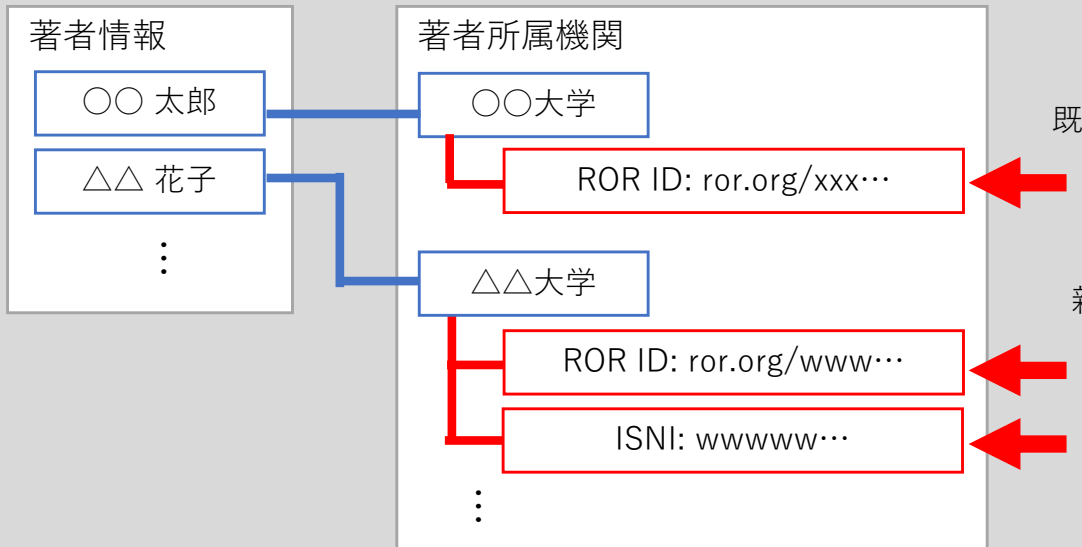 著者情報
○○ 太郎
△△ 花子
⋮
著者所属機関
○○大学
ROR ID: ror.org/xxx…
△△大学
ROR ID: ror.org/www…
ISNI: wwwww…
⋮
既